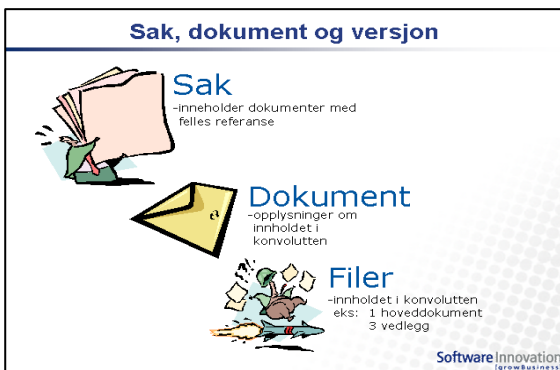 Sak, dokument og versjon
Sak
-inneholder dokumenter med
felles referanse
Dokument
-opplysninger om
innholdet i
konvolutten
Filer
-innholdet i konvolutten
eks: 1 hoveddokument
3 vedlegg
Software Innovation
[growBusiness]